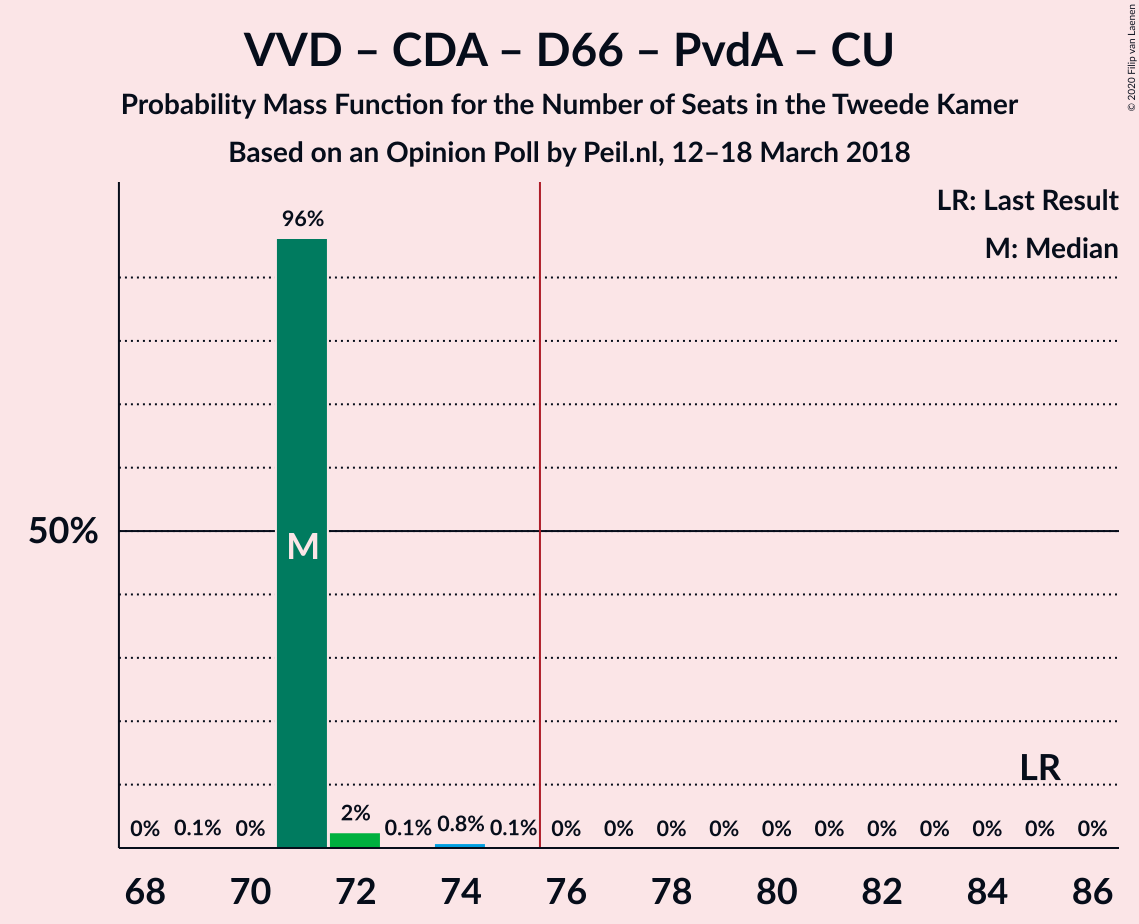 VVD – CDA – D66 – PvdA – CU
Probability Mass Function for the Number of Seats in the Tweede Kamer
Based on an Opinion Poll by Peil.nl, 12–18 March 2018
© 2020 Filip van Laenen
LR: Last Result
M: Median
96%
50%
M
LR
0% 0.1% 0% 2% 0.1% 0.8% 0.1% 0% 0% 0% 0% 0% 0% 0% 0% 0% 0% 0%
68 70 72 74 76 78 80 82 84 86